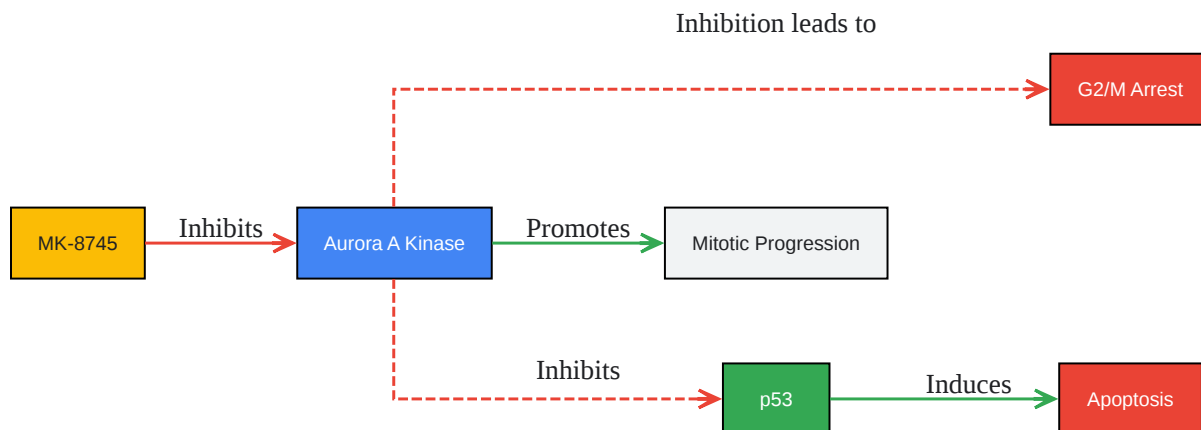 Inhibition leads to
G2/M Arrest
MK-8745
Inhibits
Aurora A Kinase
Promotes
Mitotic Progression
Inhibits
p53
Induces
Apoptosis